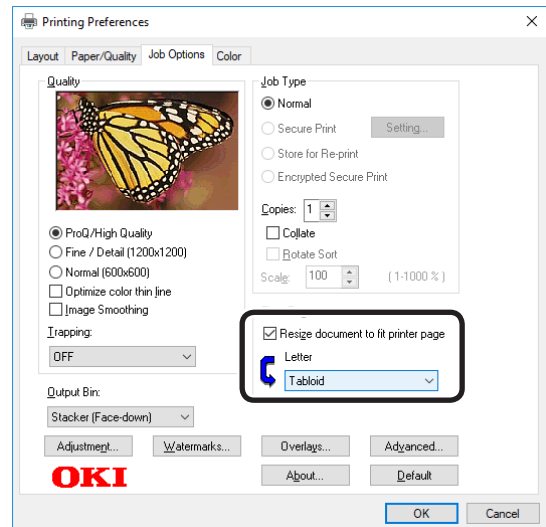 Printing Preferences
Layout Paper/Quality Job Options Color
Quality
ProQ/High Quality
Fine / Detail (1200x1200)
Normal (600x600)
Optimize color thin line
Image Smoothing
Trapping:
OFF
Output Bin:
Stacker (Face-down)
Job Type
Normal
Secure Print Setting...
Store for Re-print
Encrypted Secure Print
Copies: 1
Collate
Rotate Sort
Scale: 100 (1-1000 %)
Resize document to fit printer page
Letter
Tabloid
Adjustment... Watermarks... Overlays... Advanced...
OKI About... Default
OK Cancel